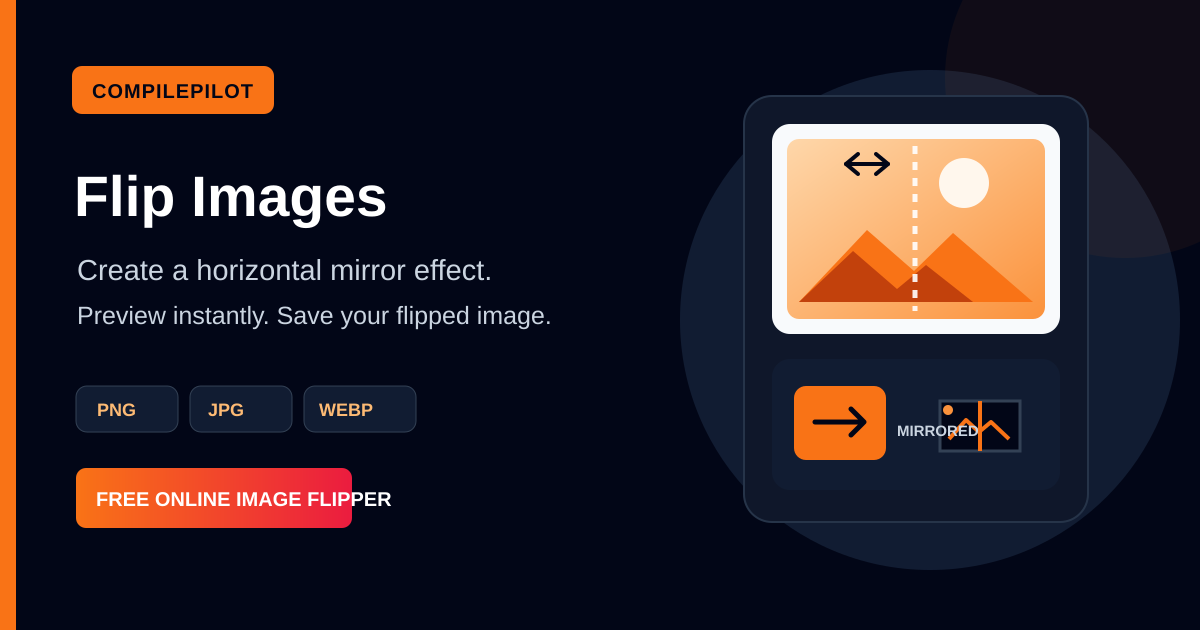 COMPILEPILOT
Flip Images
Create a horizontal mirror effect.
Preview instantly. Save your flipped image.
PNG
JPG
WEBP
FREE ONLINE IMAGE FLIPPER
MIRRORED